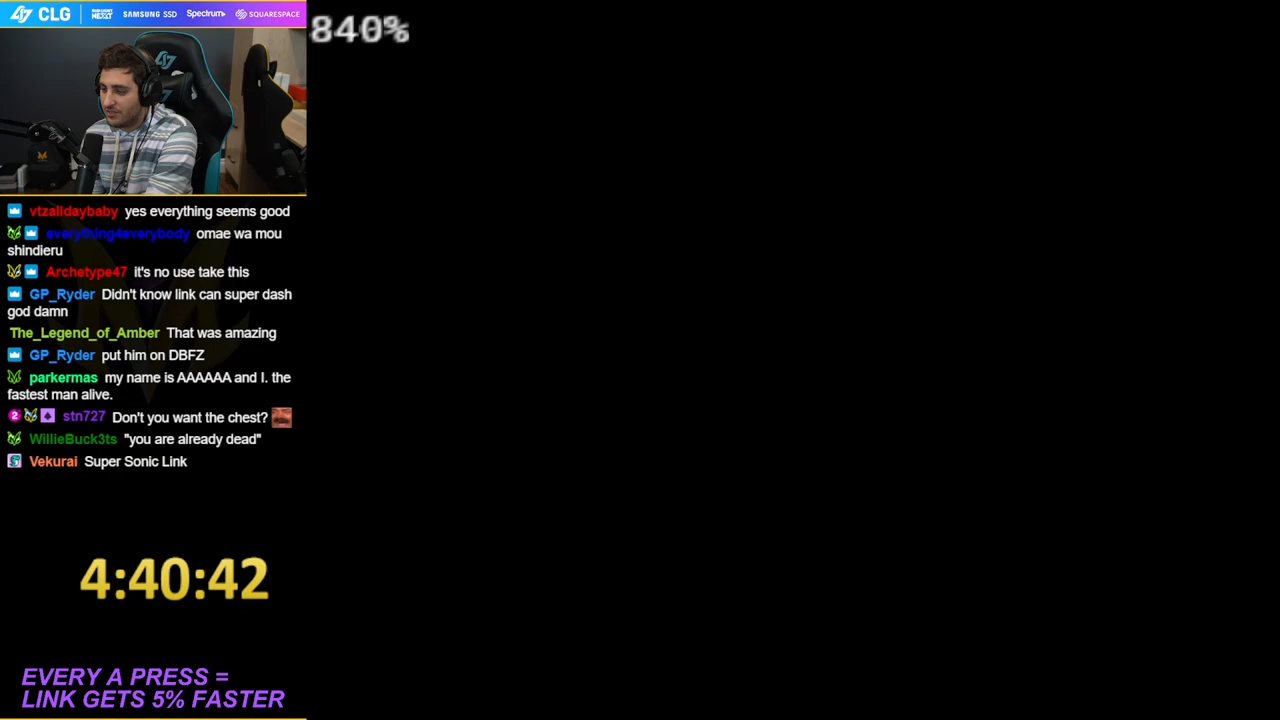 CLG
SAMSUNG SSD
Spectrum
SQUARESPACE
840%
vtzalldaybaby yes everything seems good
everything4everybody omae wa mou
shindieru
Archetype47 it's no use take this
GP_Ryder Didn't know link can super dash
god damn
The_Legend_of_Amber That was amazing
GP_Ryder put him on DBFZ
parkermas my name is AAAAAA and I. the
fastest man alive.
2 stn727 Don't you want the chest?
WillieBuck3ts "you are already dead"
Vekurai Super Sonic Link
4:40:42
EVERY A PRESS =
LINK GETS 5% FASTER